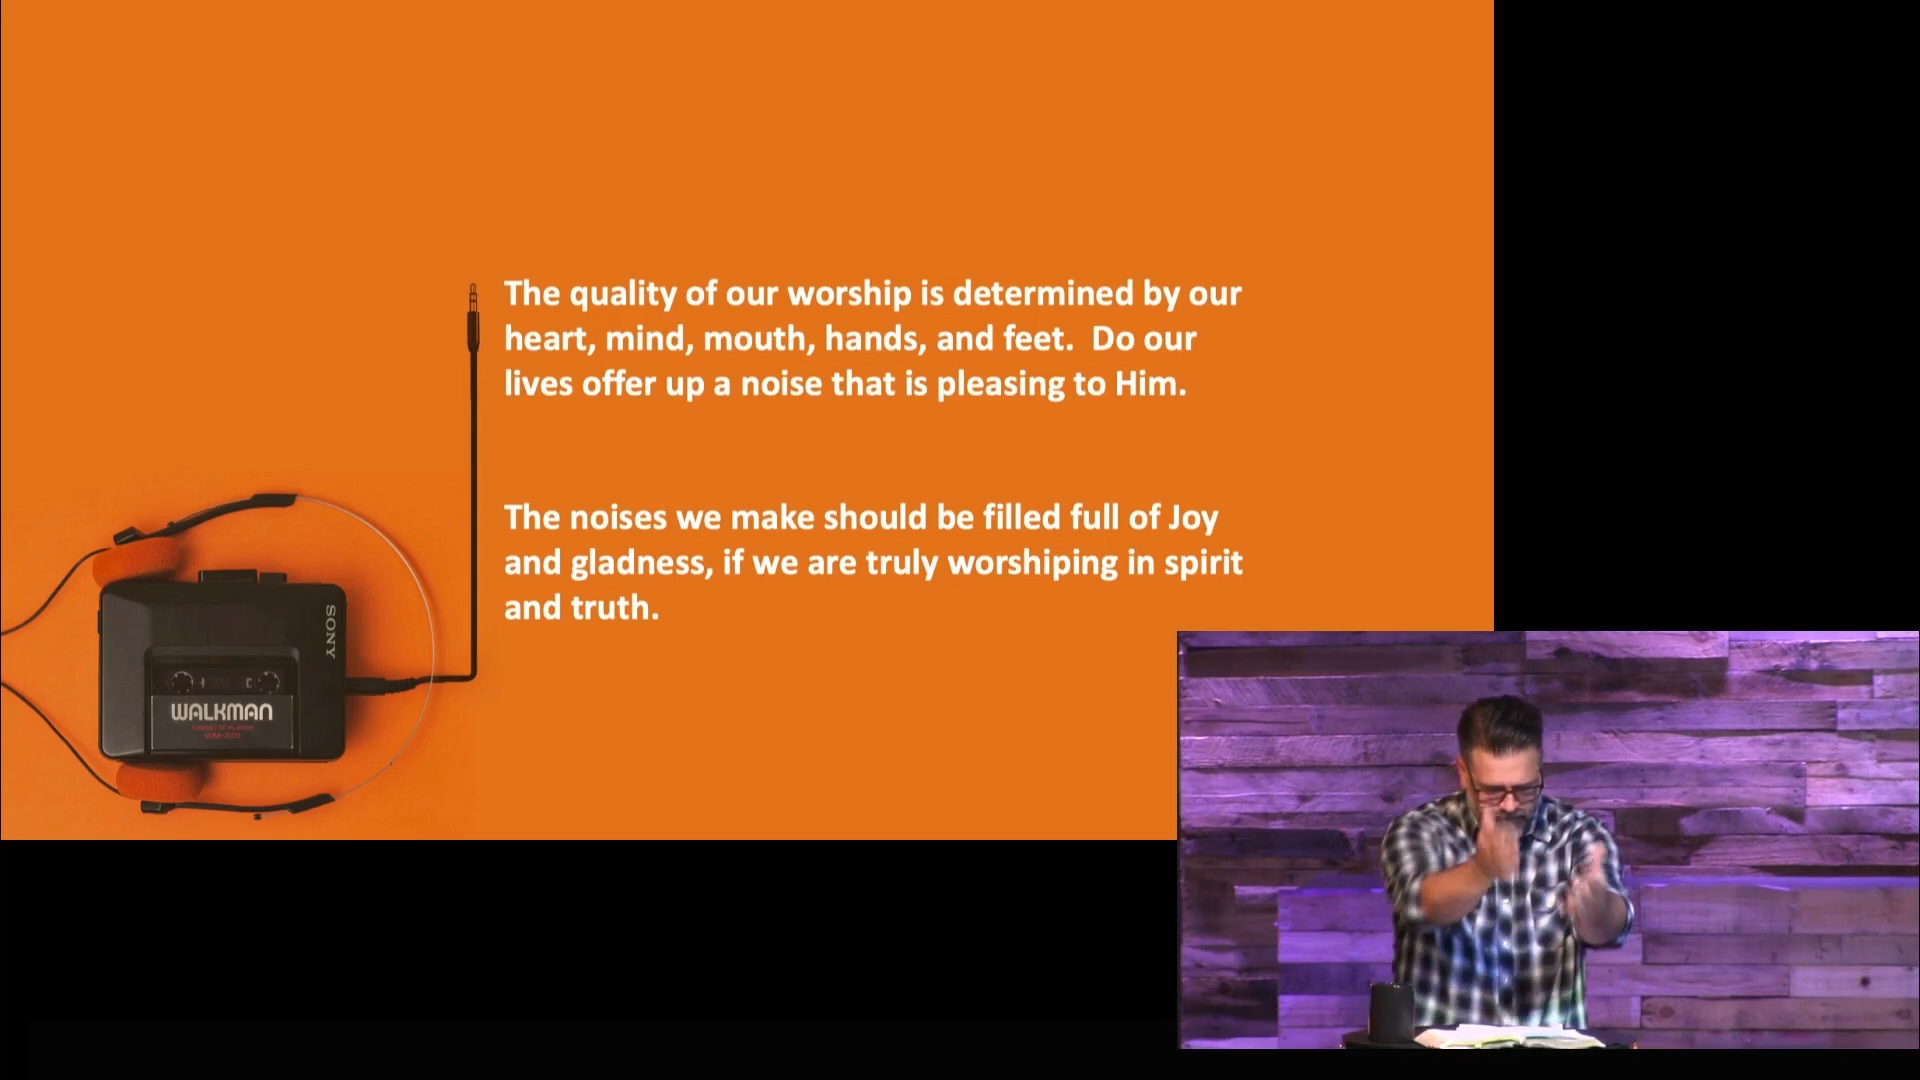 The quality of our worship is determined by our
heart, mind, mouth, hands, and feet.  Do our
lives offer up a noise that is pleasing to Him.
The noises we make should be filled full of Joy
and gladness, if we are truly worshiping in spirit
and truth.
SONY
WALKMAN